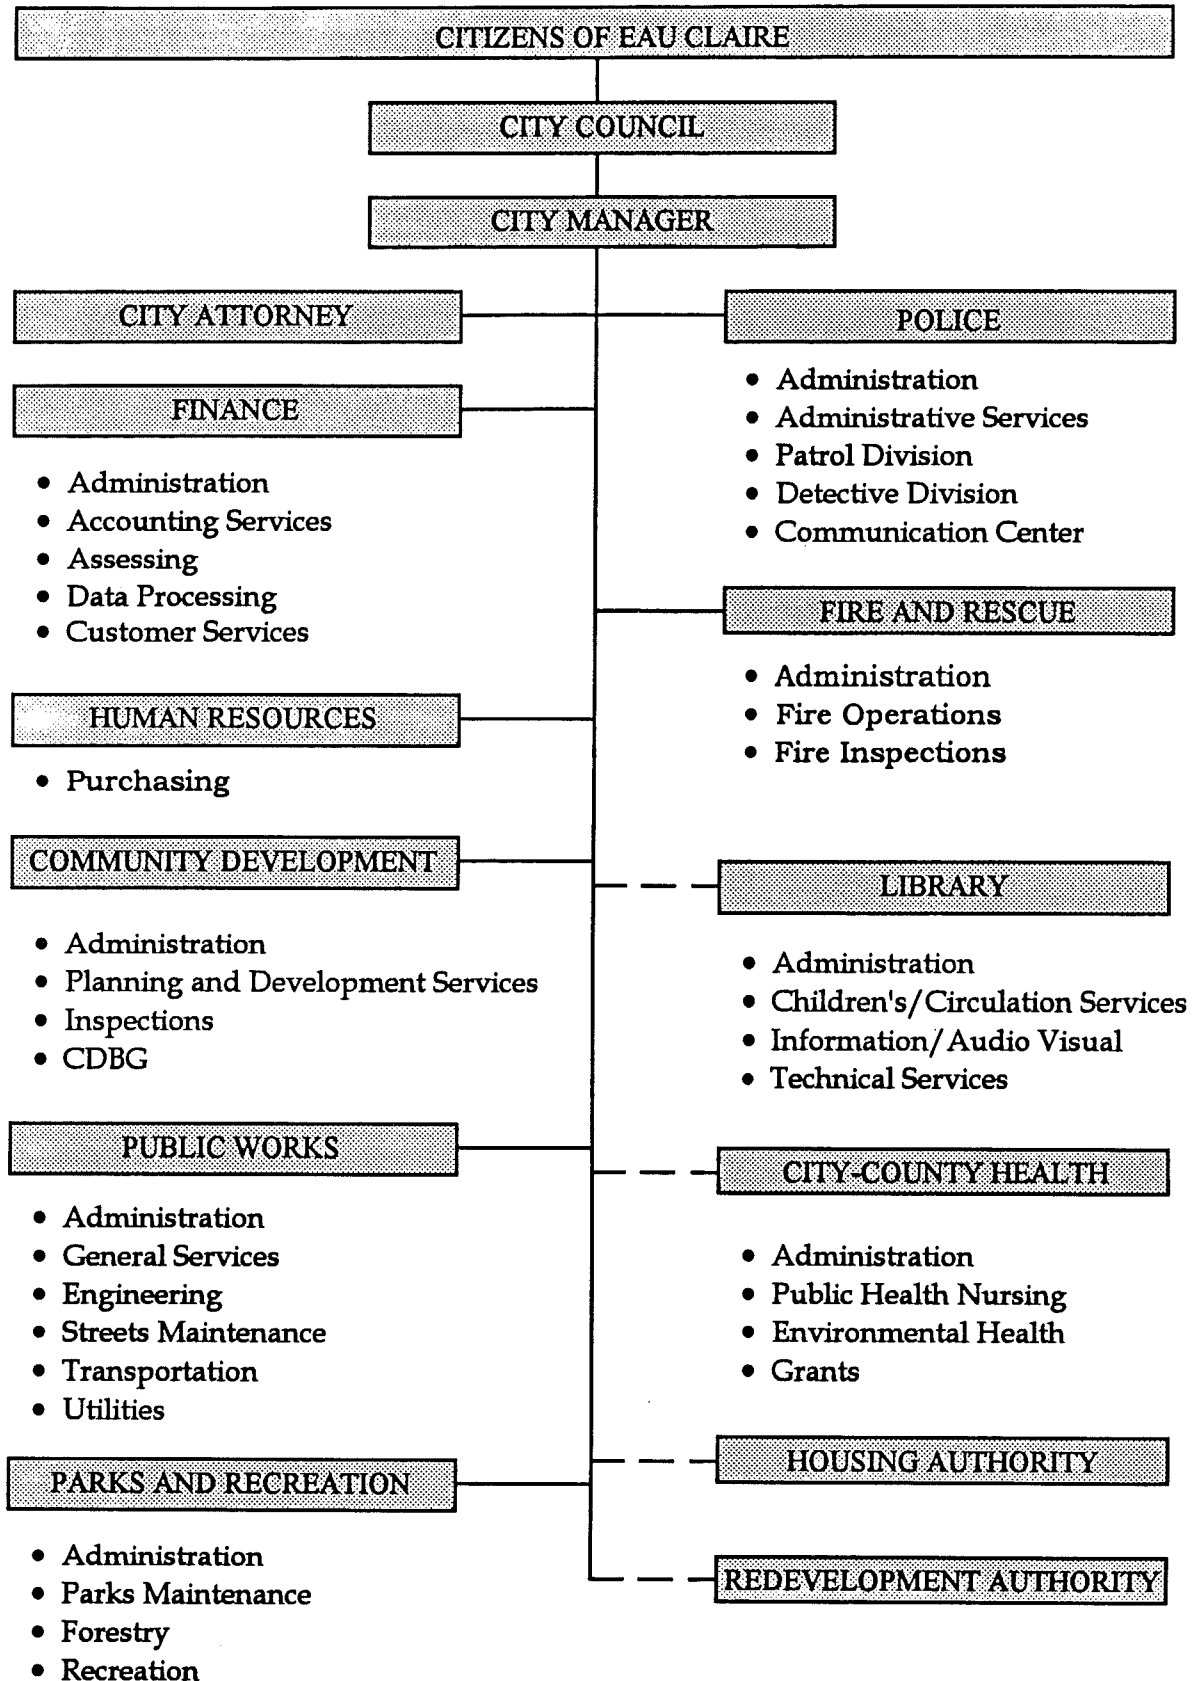 CITIZENS OF EAU CLAIRE
CITY COUNCIL
CITY MANAGER
CITY ATTORNEY
FINANCE
• Administration
• Accounting Services
• Assessing
• Data Processing
• Customer Services
HUMAN RESOURCES
• Purchasing
COMMUNITY DEVELOPMENT
• Administration
• Planning and Development Services
• Inspections
• CDBG
PUBLIC WORKS
• Administration
• General Services
• Engineering
• Streets Maintenance
• Transportation
• Utilities
PARKS AND RECREATION
• Administration
• Parks Maintenance
• Forestry
• Recreation
POLICE
• Administration
• Administrative Services
• Patrol Division
• Detective Division
• Communication Center
FIRE AND RESCUE
• Administration
• Fire Operations
• Fire Inspections
LIBRARY
• Administration
• Children's/Circulation Services
• Information/Audio Visual
• Technical Services
CITY-COUNTY HEALTH
• Administration
• Public Health Nursing
• Environmental Health
• Grants
HOUSING AUTHORITY
REDEVELOPMENT AUTHORITY